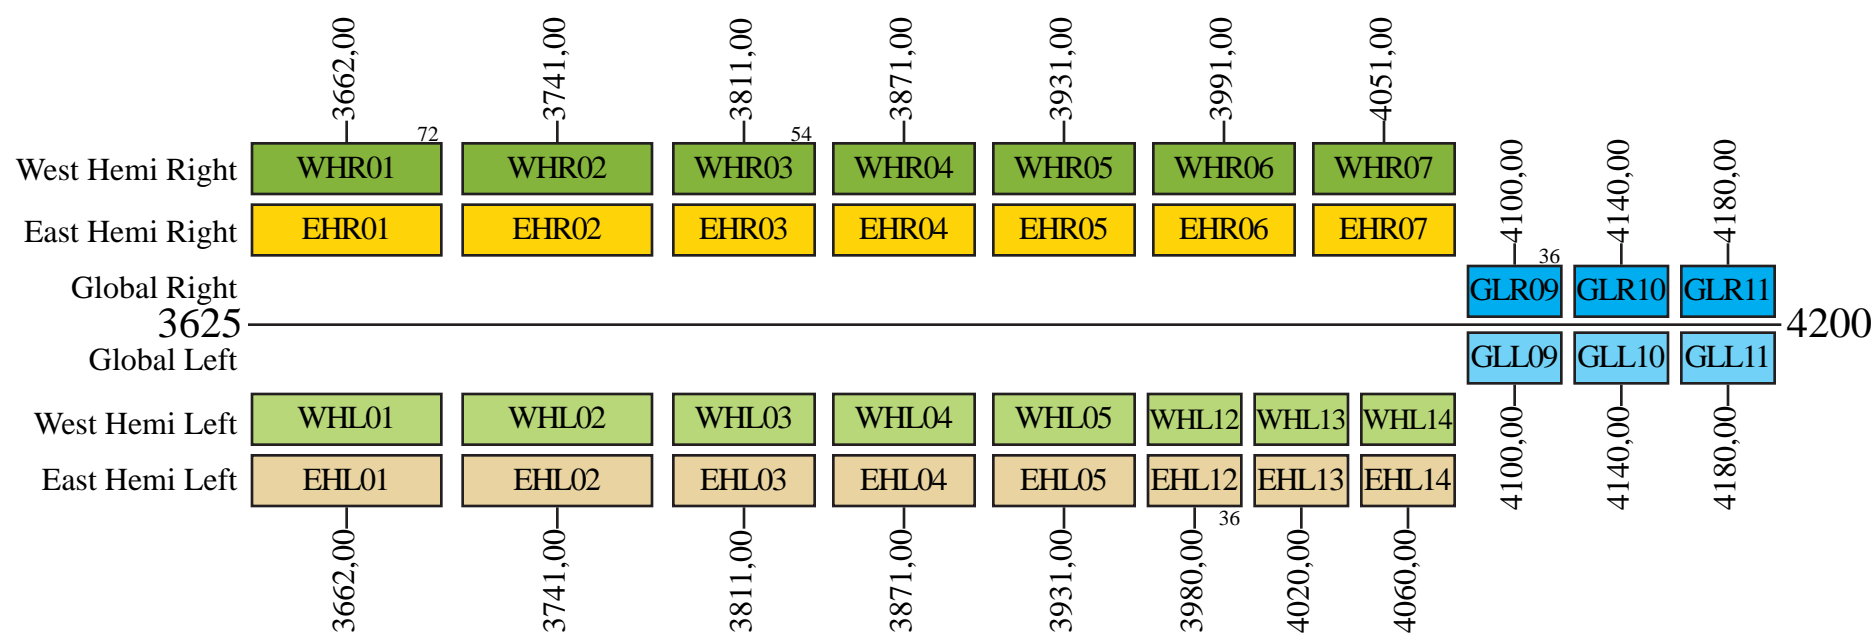 3662,00 3741,00 3811,00 3871,00 3931,00 3991,00 4051,00
72 54
West Hemi Right WHR01 WHR02 WHR03 WHR04 WHR05 WHR06 WHR07
4100,00 4140,00 4180,00
East Hemi Right EHR01 EHR02 EHR03 EHR04 EHR05 EHR06 EHR07
36
Global Right GLR09 GLR10 GLR11
3625 4200
Global Left GLL09 GLL10 GLL11
West Hemi Left WHL01 WHL02 WHL03 WHL04 WHL05 WHL12 WHL13 WHL14
4100,00 4140,00 4180,00
East Hemi Left EHL01 EHL02 EHL03 EHL04 EHL05 EHL12 EHL13 EHL14
36
3662,00 3741,00 3811,00 3871,00 3931,00 3980,00 4020,00 4060,00